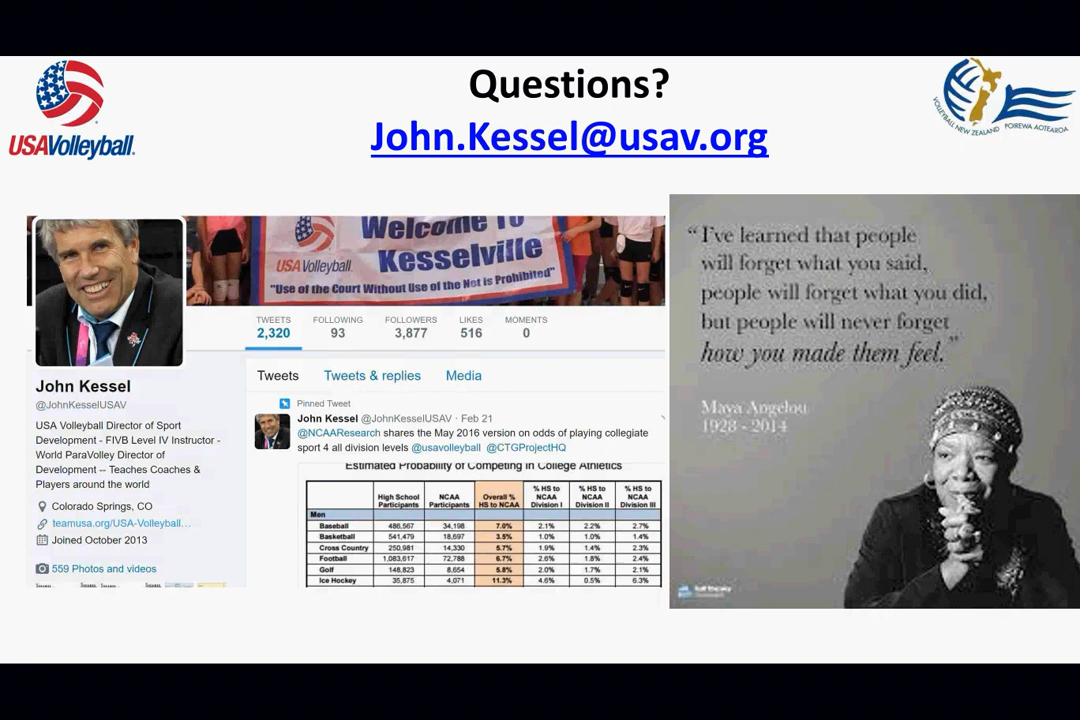 USAVolleyball.
Questions?
John.Kessel@usav.org
VOLLEYBALL NEW ZEALAND POIREWA AOTEAROA
Welcome To
Kesselville
USAVolleyball.
"Use of the Court Without Use of the Net is Prohibited"
TWEETS FOLLOWING FOLLOWERS LIKES MOMENTS
2,320 93 3,877 516 0
John Kessel
@JohnKesselUSAV
USA Volleyball Director of Sport
Development - FIVB Level IV Instructor -
World ParaVolley Director of
Development -- Teaches Coaches &
Players around the world
Colorado Springs, CO
teamusa.org/USA-Volleyball...
Joined October 2013
559 Photos and videos
Tweets Tweets & replies Media
Pinned Tweet
John Kessel @JohnKesselUSAV · Feb 21
@NCAAResearch shares the May 2016 version on odds of playing collegiate
sport 4 all division levels @usavolleyball @CTGProjectHQ
Estimated Probability of Competing in College Athletics
High School Participants NCAA Participants Overall % HS to NCAA % HS to NCAA Division I % HS to NCAA Division II % HS to NCAA Division III
Men
Baseball 486,567 34,198 7.0% 2.1% 2.2% 2.7%
Basketball 541,479 18,697 3.5% 1.0% 1.0% 1.4%
Cross Country 250,981 14,330 5.7% 1.9% 1.4% 2.3%
Football 1,083,617 72,788 6.7% 2.6% 1.8% 2.4%
Golf 148,823 8,654 5.8% 2.0% 1.7% 2.1%
Ice Hockey 35,875 4,071 11.3% 4.6% 0.5% 6.3%
"I've learned that people
will forget what you said,
people will forget what you did,
but people will never forget
how you made them feel."
Maya Angelou
1928 - 2014